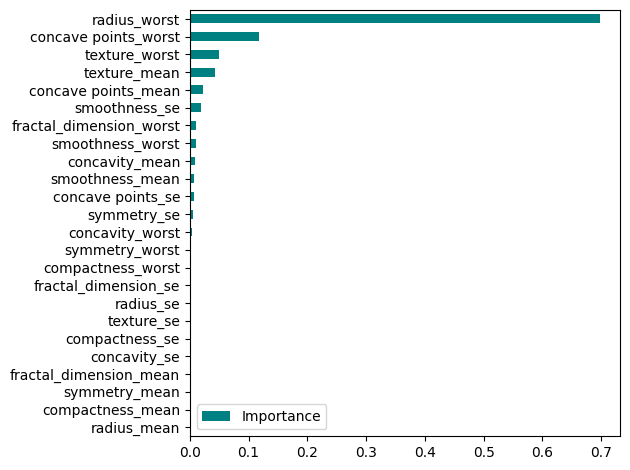 radius_worst
concave points_worst
texture_worst
texture_mean
concave points_mean
smoothness_se
fractal_dimension_worst
smoothness_worst
concavity_mean
smoothness_mean
concave points_se
symmetry_se
concavity_worst
symmetry_worst
compactness_worst
fractal_dimension_se
radius_se
texture_se
compactness_se
concavity_se
fractal_dimension_mean
symmetry_mean
compactness_mean
radius_mean
Importance
0.0 0.1 0.2 0.3 0.4 0.5 0.6 0.7